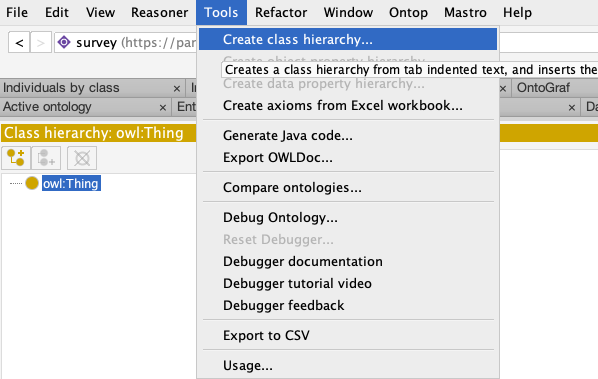 File Edit View Reasoner Tools Refactor Window Ontop Mastro Help
< > survey (https://par
Create class hierarchy...
Create object property hierarchy...
Creates a class hierarchy from tab indented text, and inserts the
Create data property hierarchy...
Individuals by class × OntoGraf
Active ontology × Ent
Create axioms from Excel workbook...
× Da
Class hierarchy: owl:Thing
Generate Java code...
Export OWLDoc...
owl:Thing
Compare ontologies...
Debug Ontology...
Reset Debugger...
Debugger documentation
Debugger tutorial video
Debugger feedback
Export to CSV
Usage...